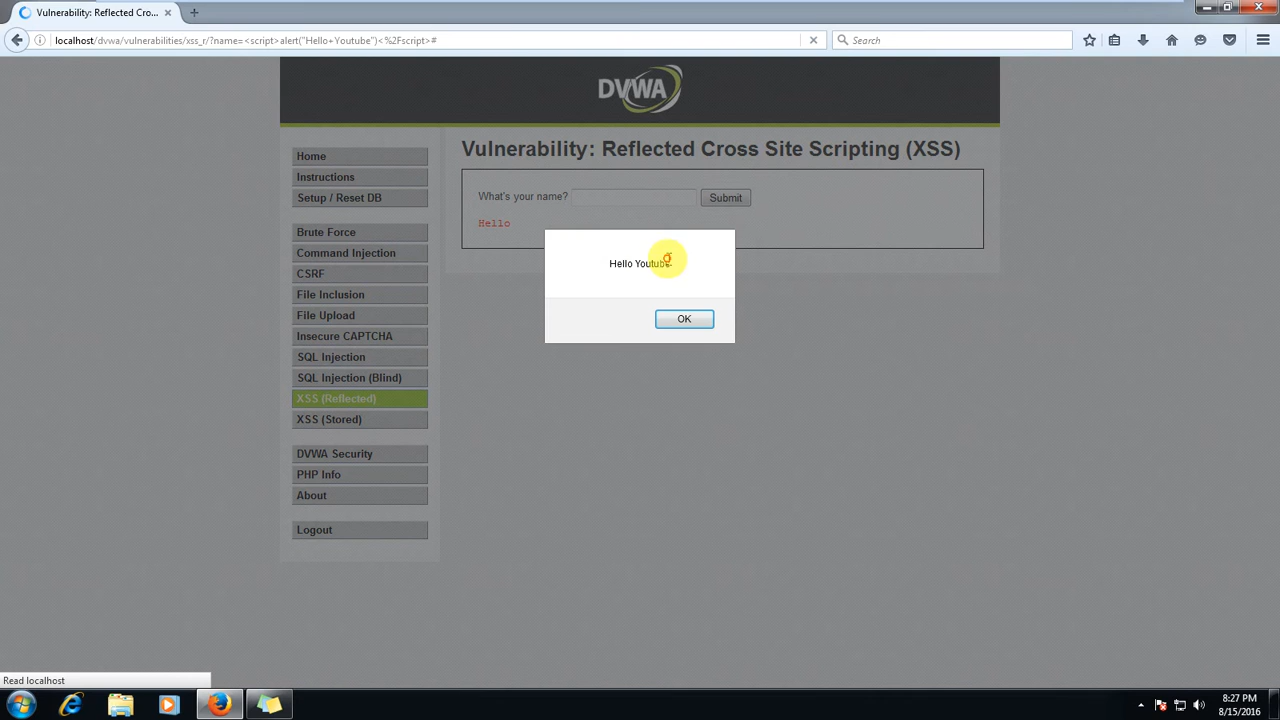 Vulnerability: Reflected Cro...
localhost/dvwa/vulnerabilities/xss_r/?name=<script>alert("Hello+Youtube")<%2Fscript>#
Search
DVWA
Home
Instructions
Setup / Reset DB
Brute Force
Command Injection
CSRF
File Inclusion
File Upload
Insecure CAPTCHA
SQL Injection
SQL Injection (Blind)
XSS (Reflected)
XSS (Stored)
DVWA Security
PHP Info
About
Logout
Vulnerability: Reflected Cross Site Scripting (XSS)
What's your name?
Submit
Hello
Hello Youtube
OK
Read localhost
8:27 PM
8/15/2016